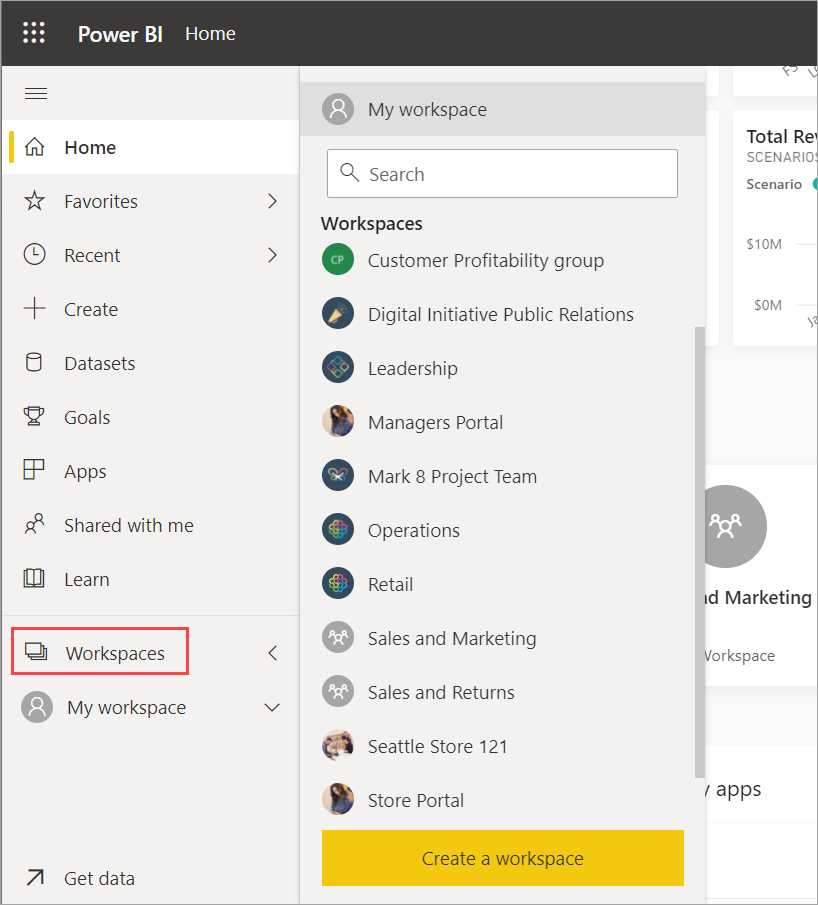 Power BI Home
Home
Favorites
Recent
Create
Datasets
Goals
Apps
Shared with me
Learn
Workspaces
My workspace
Get data
My workspace
Search
Workspaces
CP
Customer Profitability group
Digital Initiative Public Relations
Leadership
Managers Portal
Mark 8 Project Team
Operations
Retail
Sales and Marketing
Sales and Returns
Seattle Store 121
Store Portal
Create a workspace
Total Rev
SCENARIOS
Scenario
$10M
$0M
Marketing
Workspace
apps